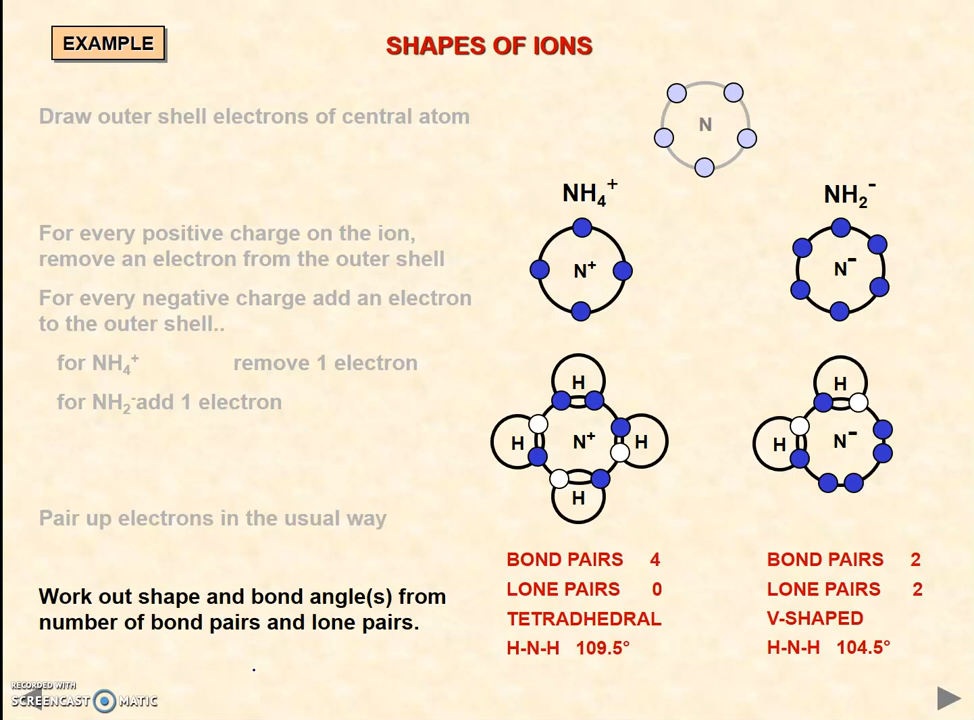 EXAMPLE
SHAPES OF IONS
Draw outer shell electrons of central atom
N
NH₄⁺
NH₂⁻
For every positive charge on the ion,
remove an electron from the outer shell
N⁺
N⁻
For every negative charge add an electron
to the outer shell..
for NH₄⁺ remove 1 electron
for NH₂⁻add 1 electron
H
H
H
N⁺
H
H
H
H
N⁻
Pair up electrons in the usual way
Work out shape and bond angle(s) from
number of bond pairs and lone pairs.
BOND PAIRS 4
LONE PAIRS 0
TETRADHEDRAL
H-N-H 109.5°
BOND PAIRS 2
LONE PAIRS 2
V-SHAPED
H-N-H 104.5°
RECORDED WITH
SCREENCAST MATIC